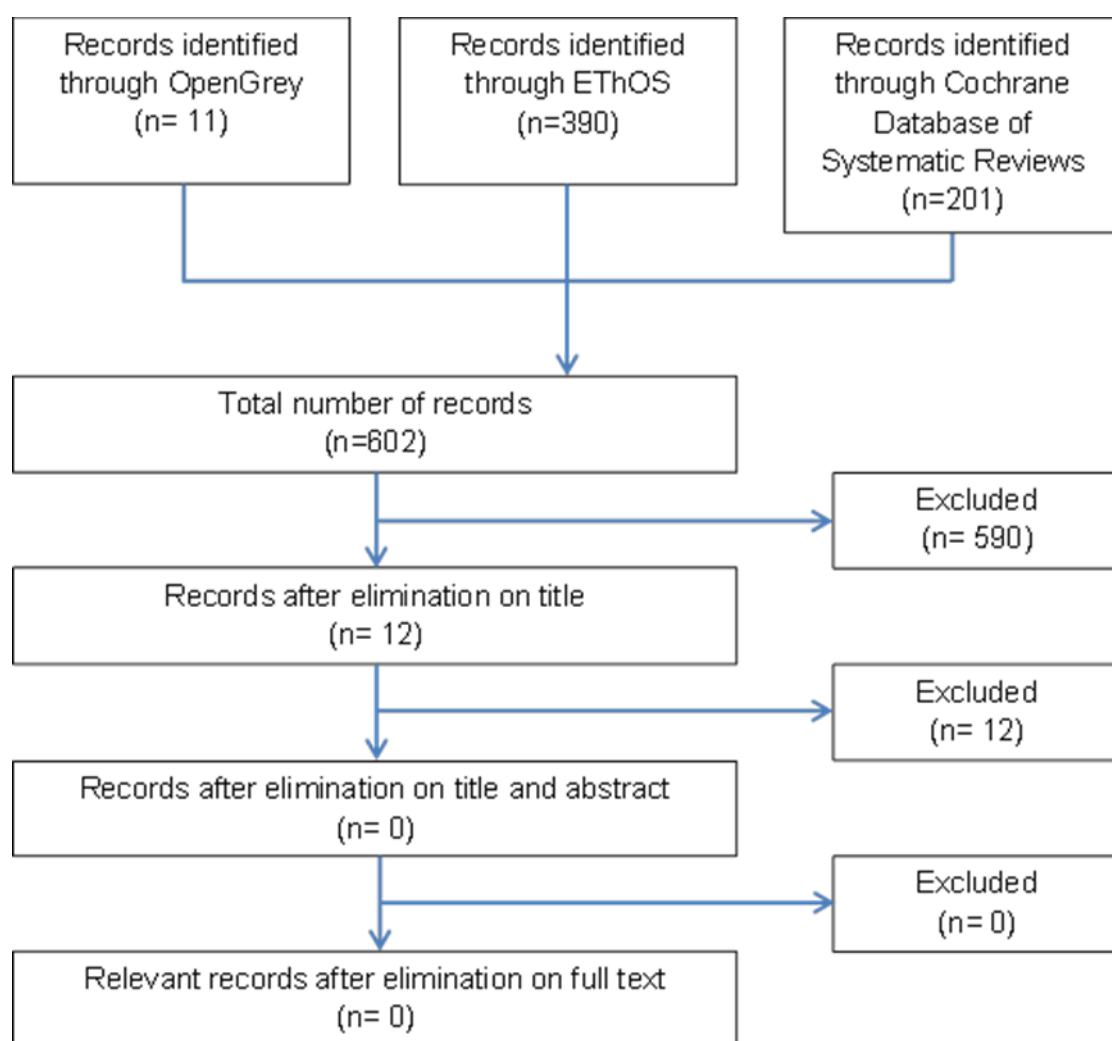 Records identified
through OpenGrey
(n= 11)
Records identified
through EThOS
(n=390)
Records identified
through Cochrane
Database of
Systematic Reviews
(n=201)
Total number of records
(n=602)
Excluded
(n= 590)
Records after elimination on title
(n= 12)
Excluded
(n= 12)
Records after elimination on title and abstract
(n= 0)
Excluded
(n= 0)
Relevant records after elimination on full text
(n= 0)